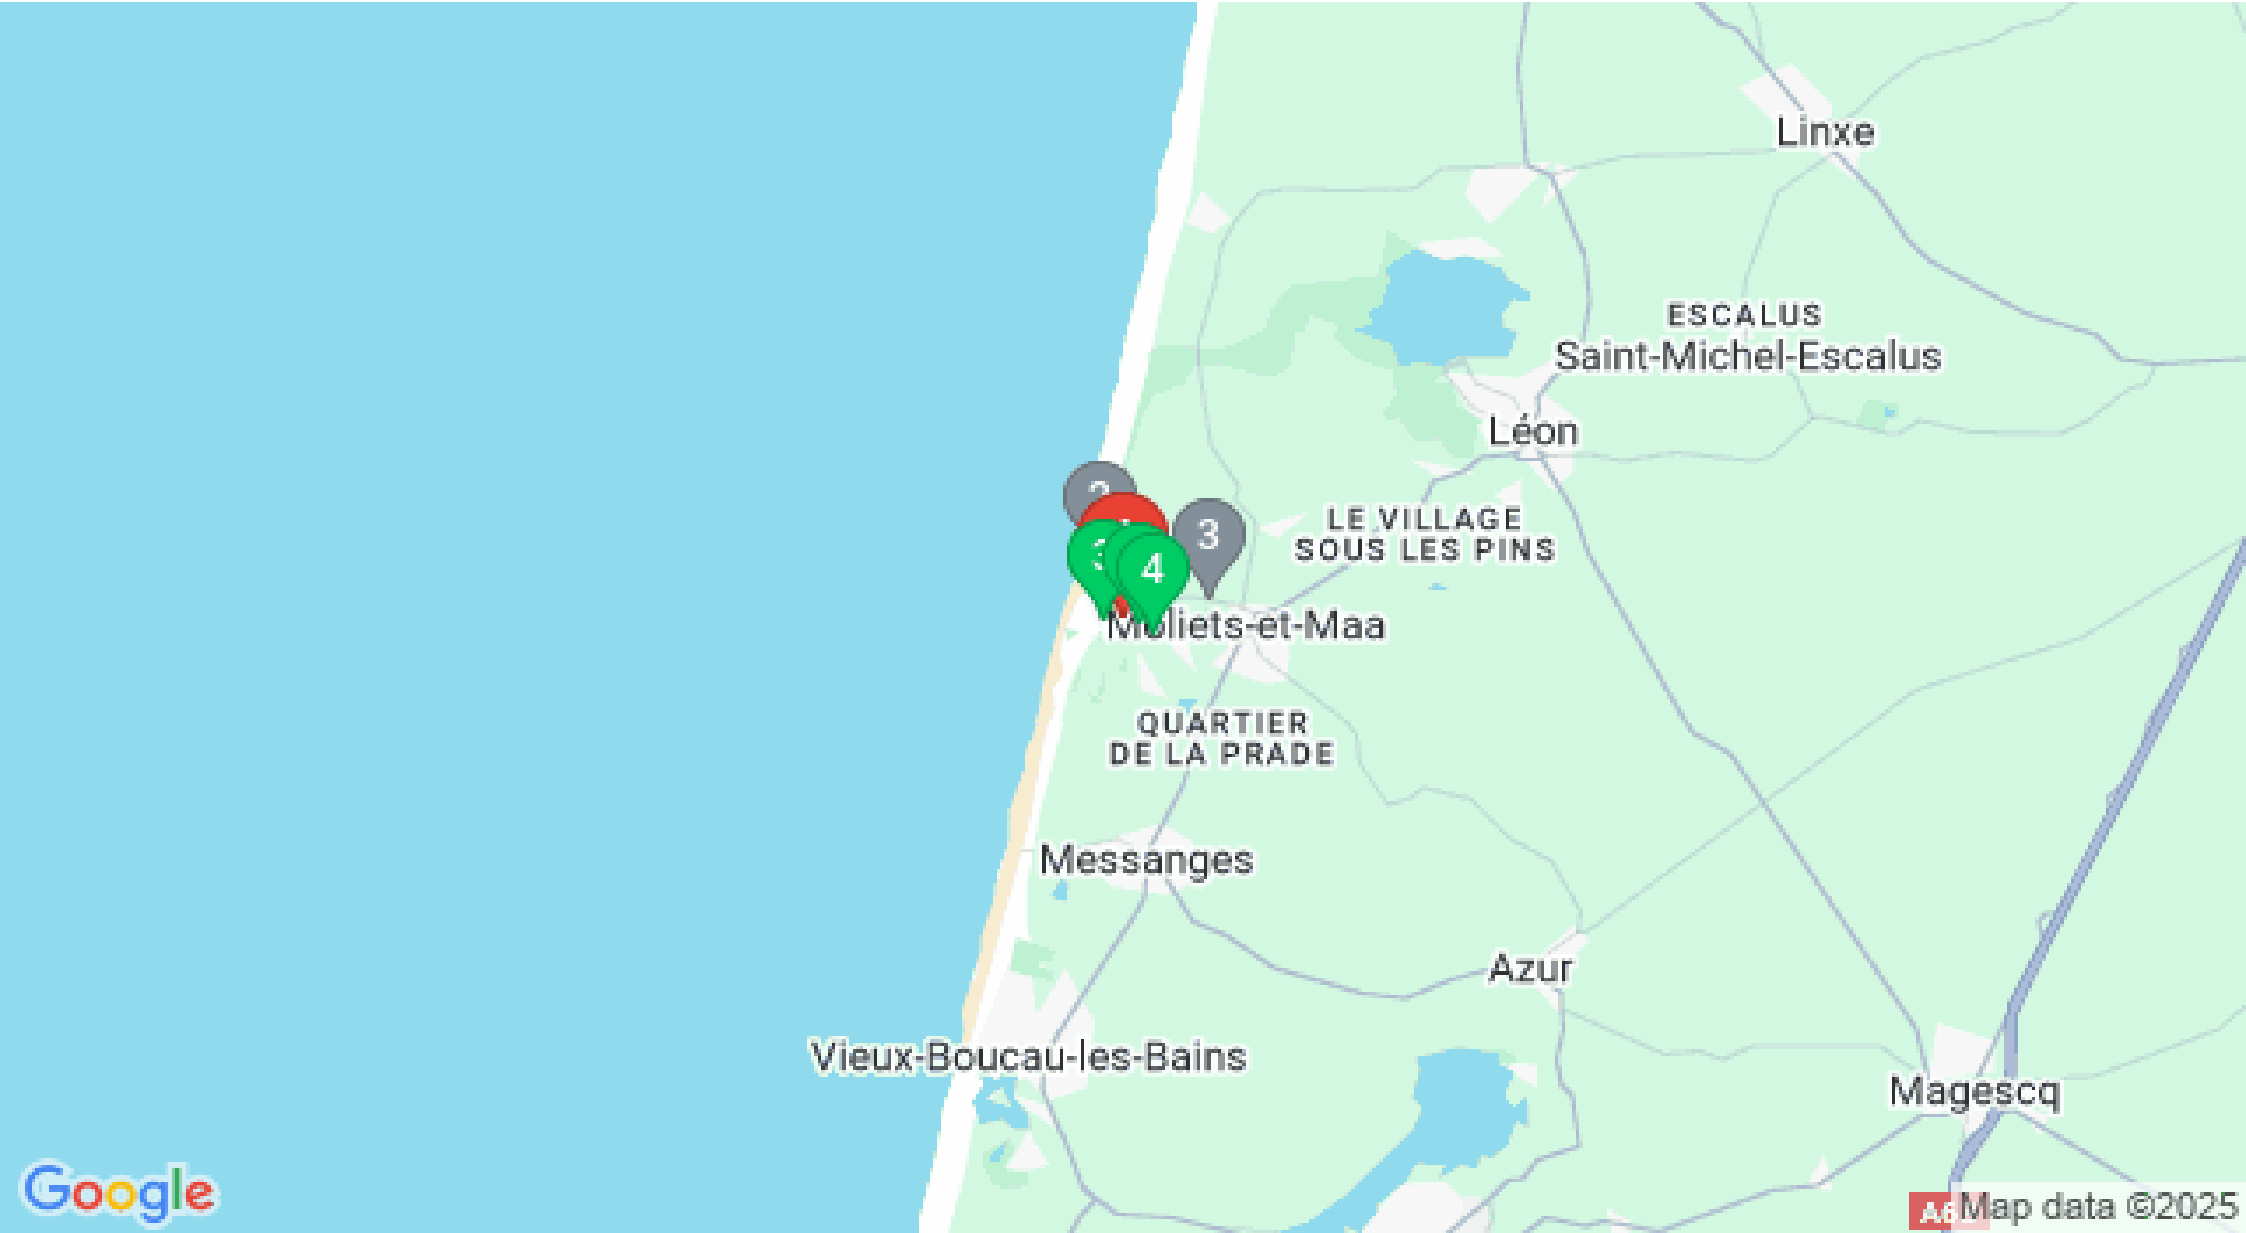 Linxe
ESCALUS
Saint-Michel-Escalus
Léon
3
LE VILLAGE
SOUS LES PINS
4
Moliets-et-Maa
QUARTIER
DE LA PRADE
Messanges
Azur
Vieux-Boucau-les-Bains
Magescq
Google
Map data ©2025